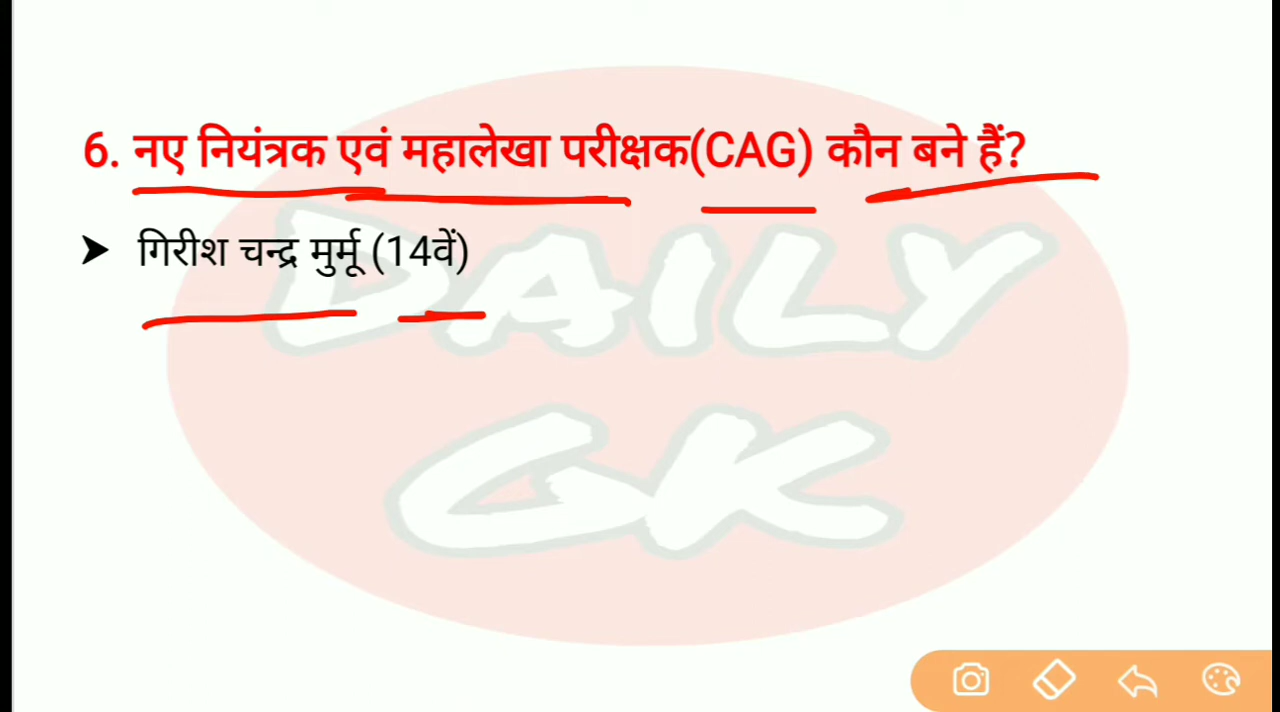 6. नए नियंत्रक एवं महालेखा परीक्षक(CAG) कौन बने हैं?
➤ गिरीश चन्द्र मुर्मू (14वें)
DAILY
GK